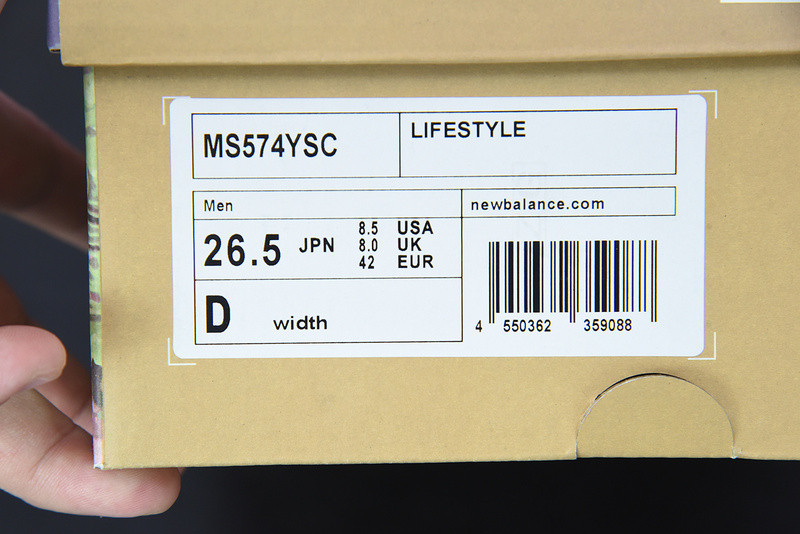 MS574YSC
LIFESTYLE
Men
newbalance.com
26.5 JPN
8.5 USA
8.0 UK
42 EUR
D width
4 550362 359088